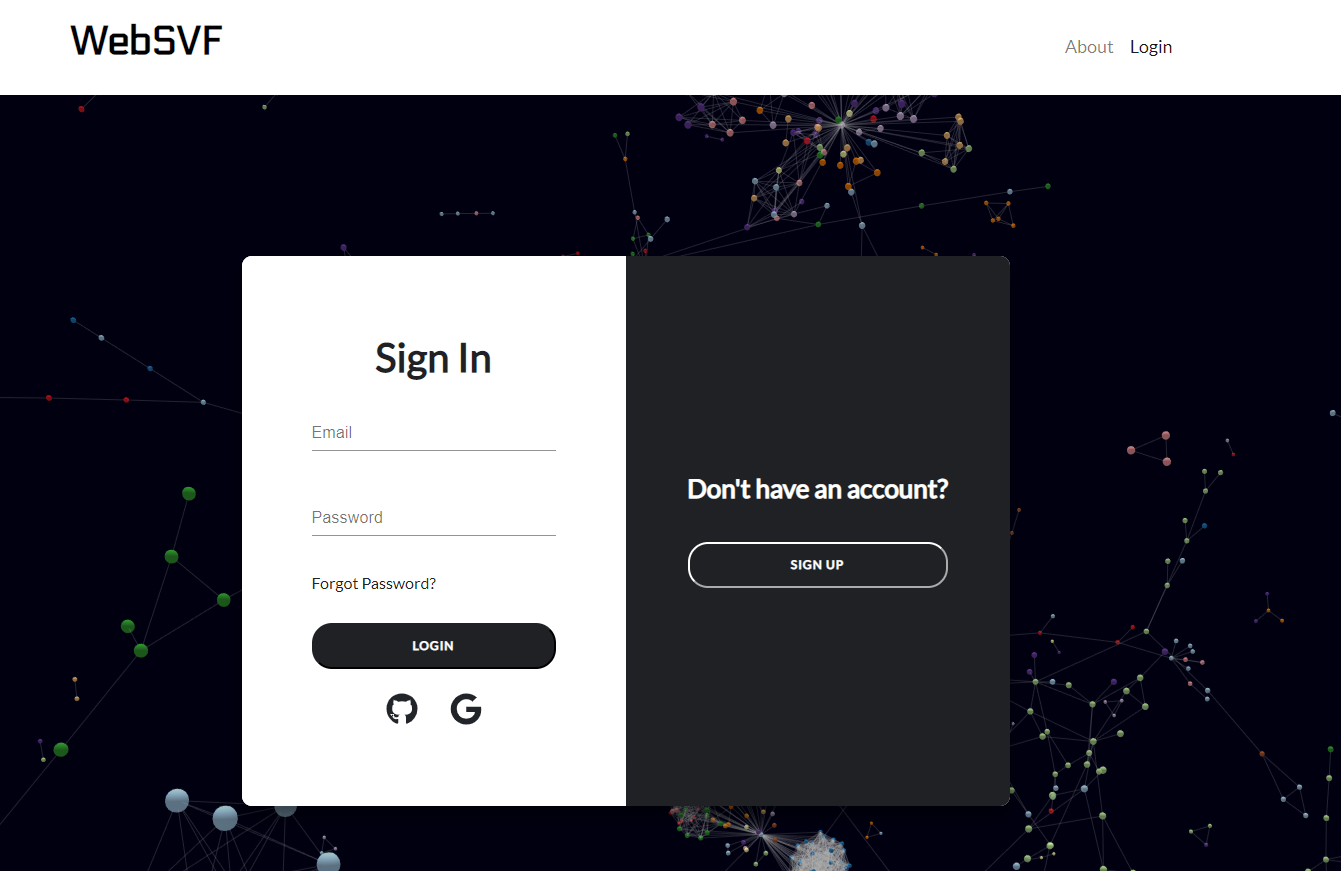 WebSVF
About
Login
Sign In
Email
Password
Forgot Password?
LOGIN
Don't have an account?
SIGN UP